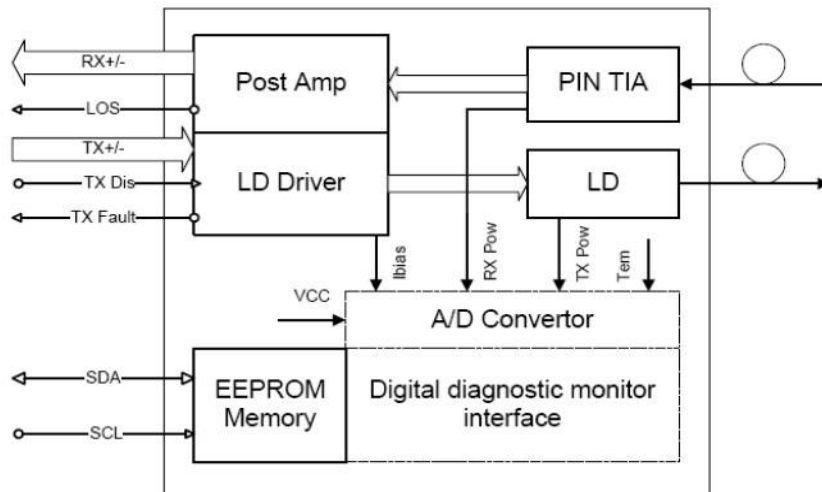 RX+/-
Post Amp
PIN TIA
LOS
TX+/-
LD Driver
LD
TX Dis
TX Fault
Ibias
RX Pow
TX Pow
Tem
VCC
A/D Convertor
SDA
EEPROM
Memory
Digital diagnostic monitor
interface
SCL